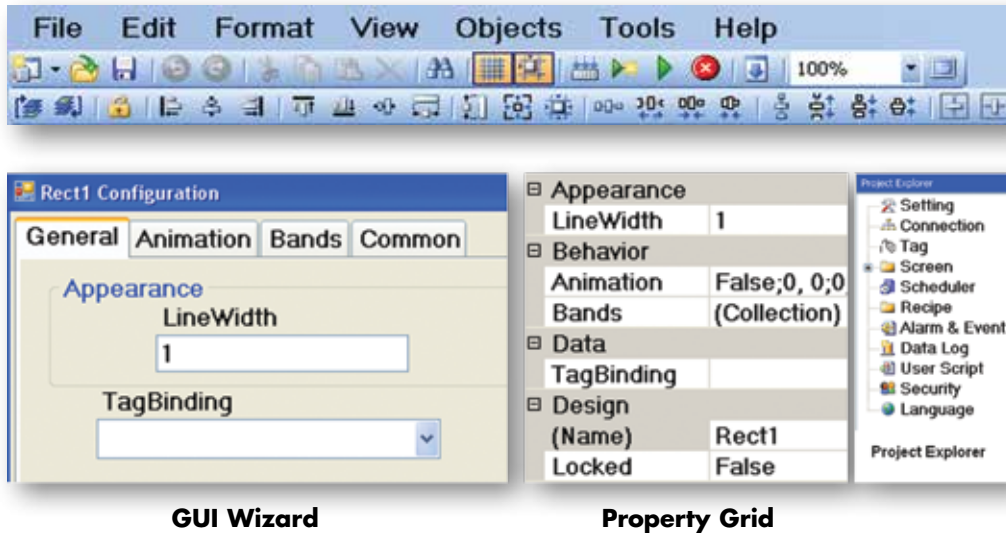 File Edit Format View Objects Tools Help
100%
Rect1 Configuration
General Animation Bands Common
Appearance
LineWidth
1
TagBinding
Appearance
LineWidth 1
Behavior
Animation False;0, 0;0
Bands (Collection)
Data
TagBinding
Design
(Name) Rect1
Locked False
Project Explorer
Setting
Connection
Tag
Screen
Scheduler
Recipe
Alarm & Event
Data Log
User Script
Security
Language
Project Explorer
GUI Wizard
Property Grid